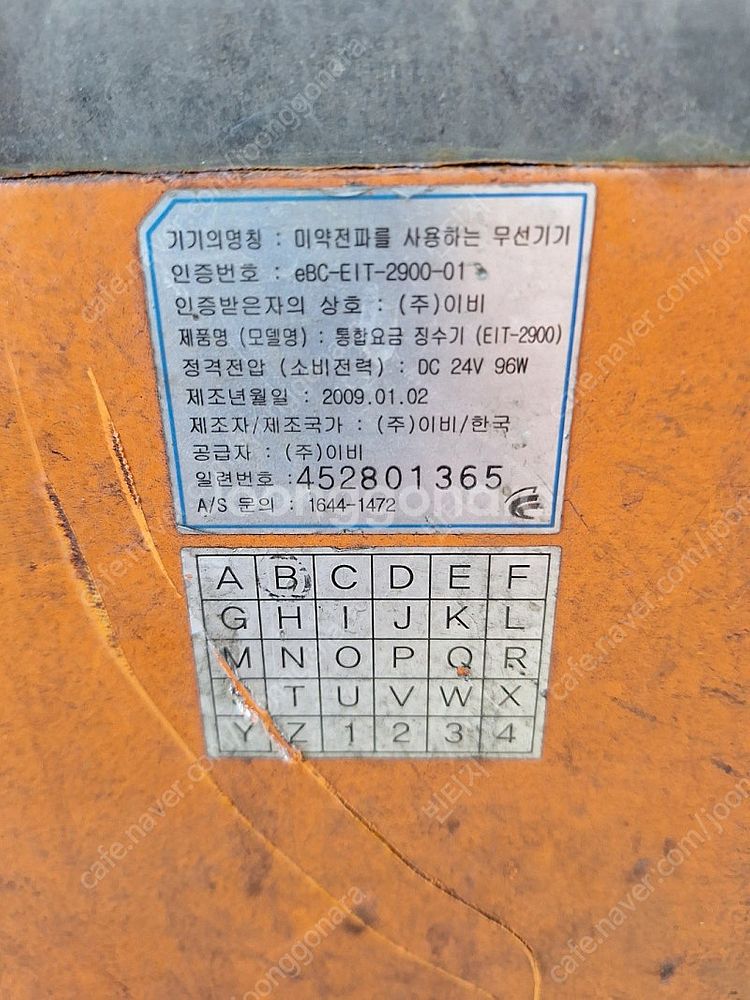 기기의명칭 : 미약전파를 사용하는 무선기기
인증번호 : eBC-EIT-2900-01
인증받은자의 상호 : (주)이비
제품명 (모델명) : 통합요금 징수기 (EIT-2900)
정격전압 (소비전력) : DC 24V 96W
제조년월일 : 2009.01.02
제조자/제조국가 : (주)이비/한국
공급자 : (주)이비
일련번호 : 452801365
A/S 문의 : 1644-1472
A B C D E F
G H I J K L
M N O P Q R
T U V W X
Y Z 1 2 3 4
joonggonara
cafe.naver.com/joonggonara